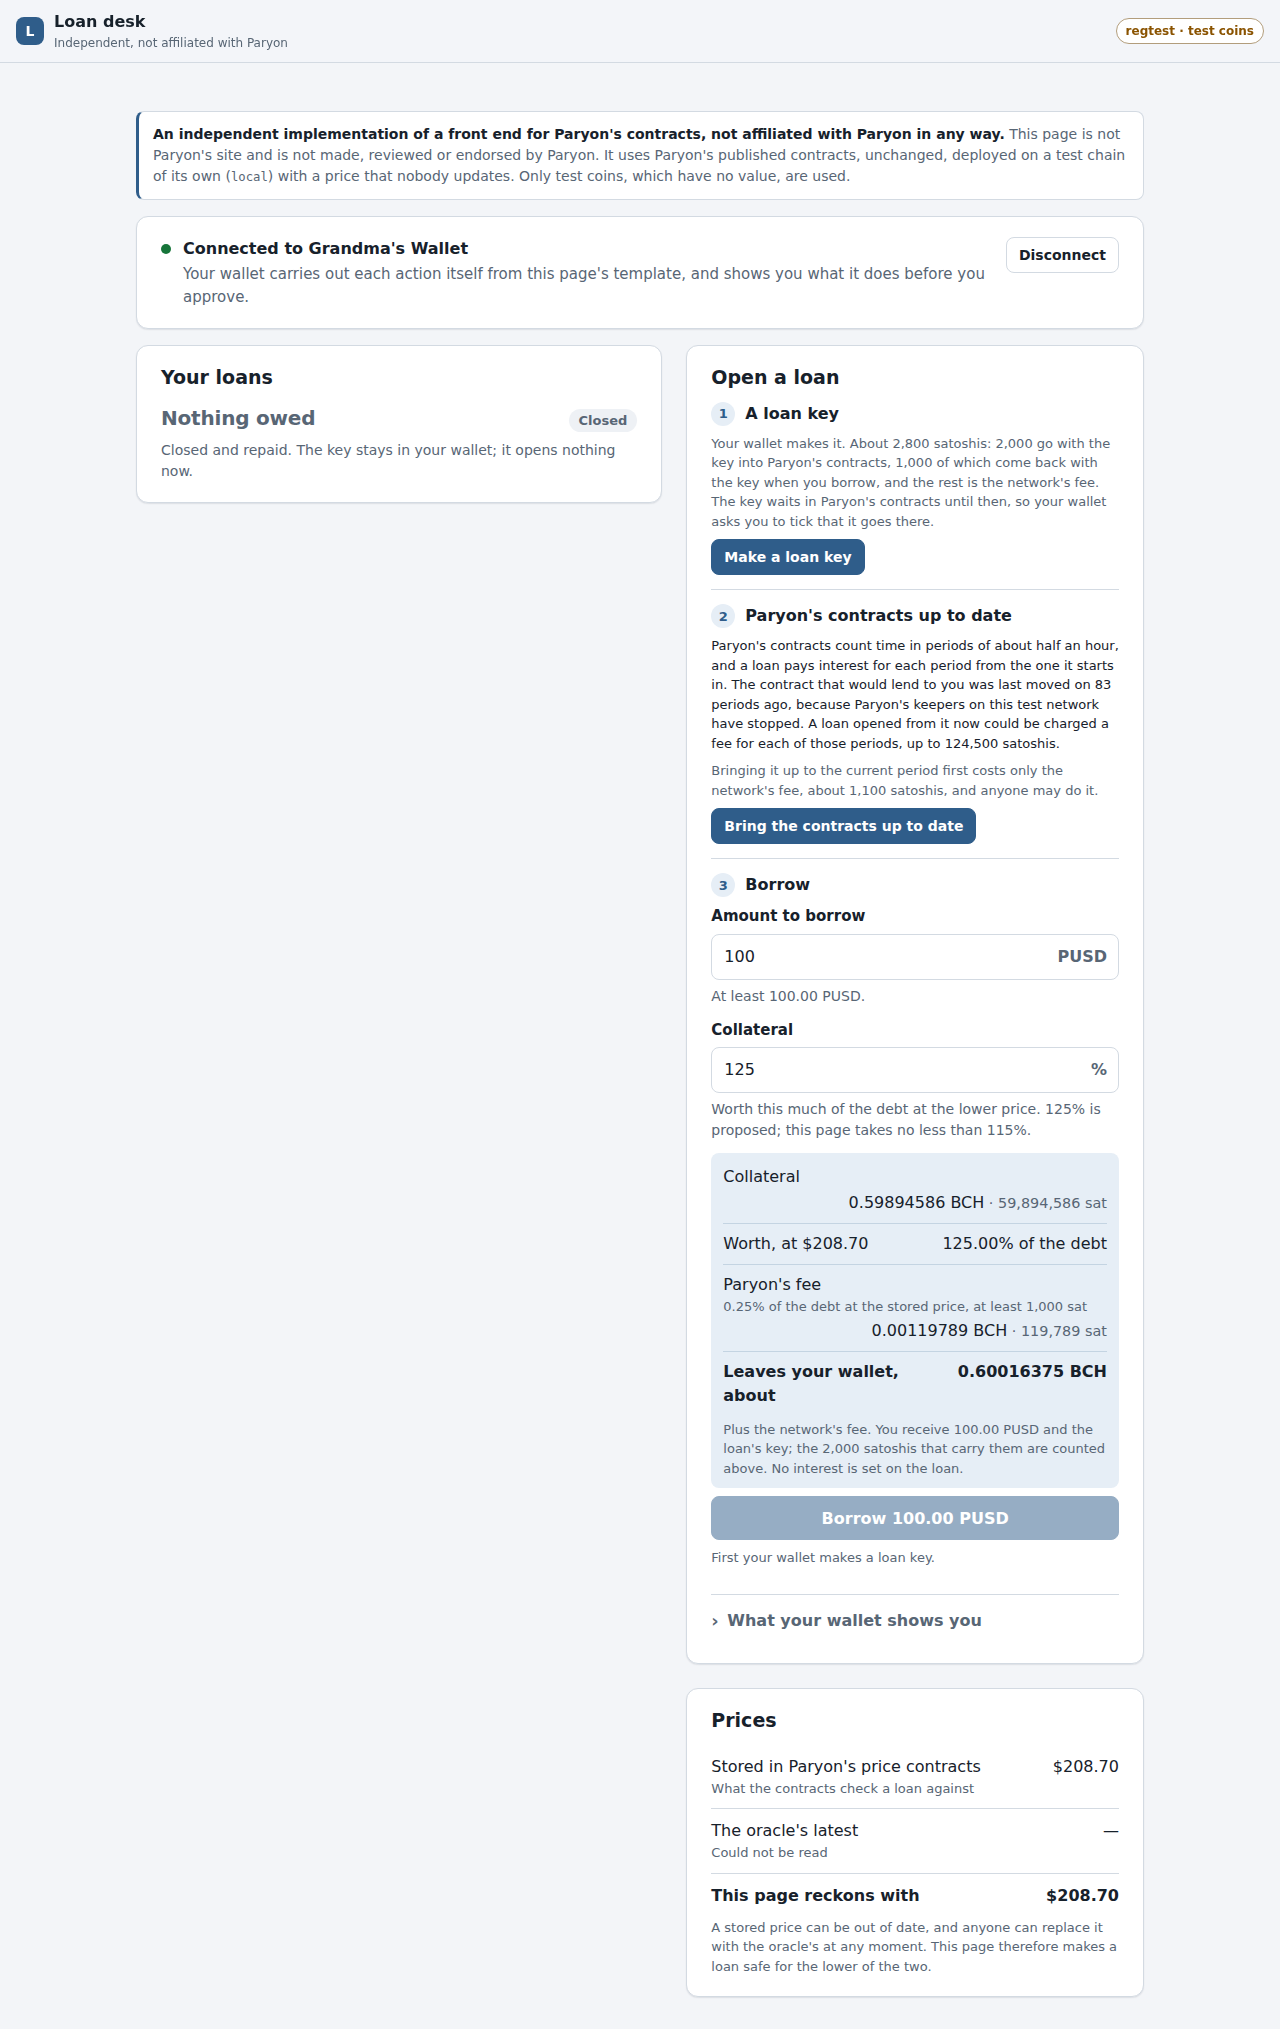 L
Loan desk
Independent, not affiliated with Paryon
regtest · test coins
An independent implementation of a front end for Paryon's contracts, not affiliated with Paryon in any way. This page is not
Paryon's site and is not made, reviewed or endorsed by Paryon. It uses Paryon's published contracts, unchanged, deployed on a test chain
of its own (local) with a price that nobody updates. Only test coins, which have no value, are used.
Connected to Grandma's Wallet
Your wallet carries out each action itself from this page's template, and shows you what it does before you
approve.
Disconnect
Your loans
Nothing owed
Closed
Closed and repaid. The key stays in your wallet; it opens nothing
now.
Open a loan
1 A loan key
Your wallet makes it. About 2,800 satoshis: 2,000 go with the
key into Paryon's contracts, 1,000 of which come back with
the key when you borrow, and the rest is the network's fee.
The key waits in Paryon's contracts until then, so your wallet
asks you to tick that it goes there.
Make a loan key
2 Paryon's contracts up to date
Paryon's contracts count time in periods of about half an hour,
and a loan pays interest for each period from the one it starts
in. The contract that would lend to you was last moved on 83
periods ago, because Paryon's keepers on this test network
have stopped. A loan opened from it now could be charged a
fee for each of those periods, up to 124,500 satoshis.
Bringing it up to the current period first costs only the
network's fee, about 1,100 satoshis, and anyone may do it.
Bring the contracts up to date
3 Borrow
Amount to borrow
100 PUSD
At least 100.00 PUSD.
Collateral
125 %
Worth this much of the debt at the lower price. 125% is
proposed; this page takes no less than 115%.
Collateral
0.59894586 BCH · 59,894,586 sat
Worth, at $208.70 125.00% of the debt
Paryon's fee
0.25% of the debt at the stored price, at least 1,000 sat
0.00119789 BCH · 119,789 sat
Leaves your wallet, 0.60016375 BCH
about
Plus the network's fee. You receive 100.00 PUSD and the
loan's key; the 2,000 satoshis that carry them are counted
above. No interest is set on the loan.
Borrow 100.00 PUSD
First your wallet makes a loan key.
› What your wallet shows you
Prices
Stored in Paryon's price contracts $208.70
What the contracts check a loan against
The oracle's latest —
Could not be read
This page reckons with $208.70
A stored price can be out of date, and anyone can replace it
with the oracle's at any moment. This page therefore makes a
loan safe for the lower of the two.